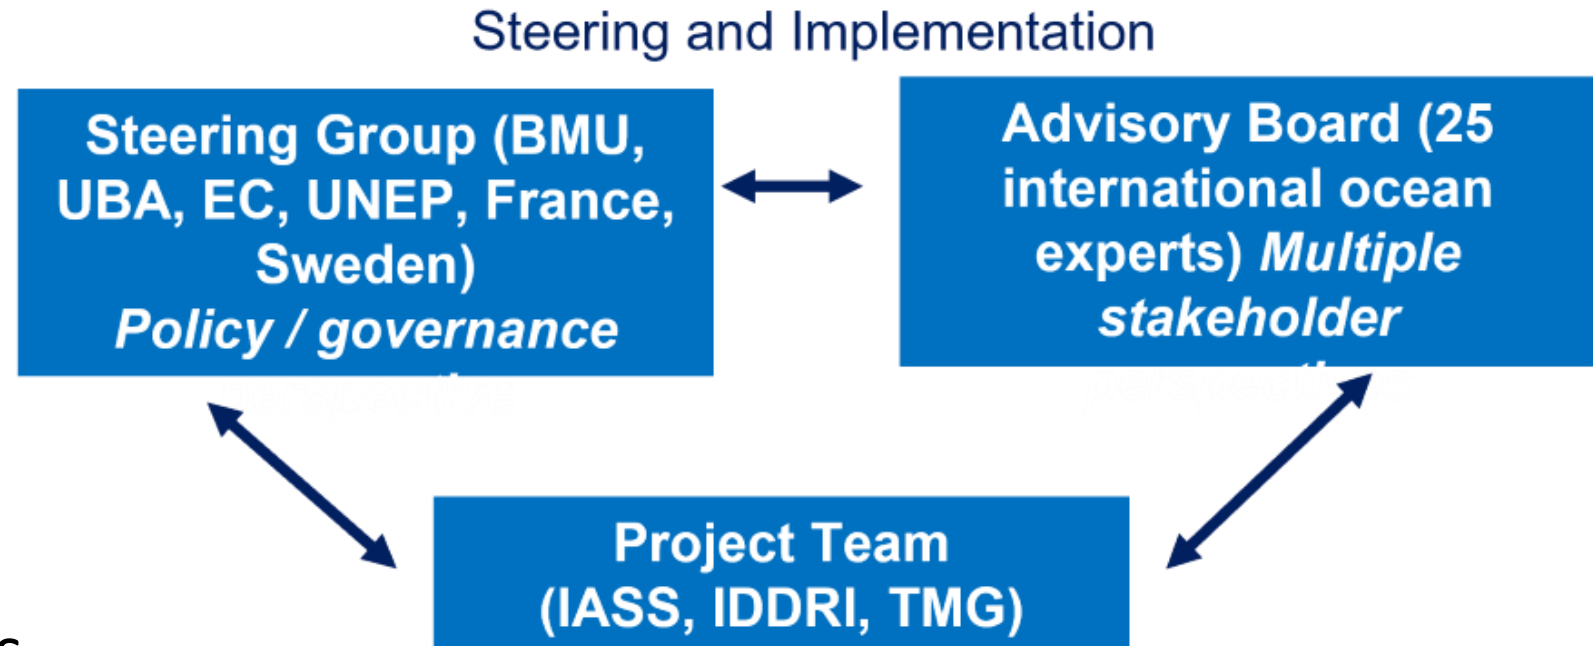 Steering and Implementation
Steering Group (BMU,
UBA, EC, UNEP, France,
Sweden)
Policy / governance
Advisory Board (25
international ocean
experts) Multiple
stakeholder
Project Team
(IASS, IDDRI, TMG)